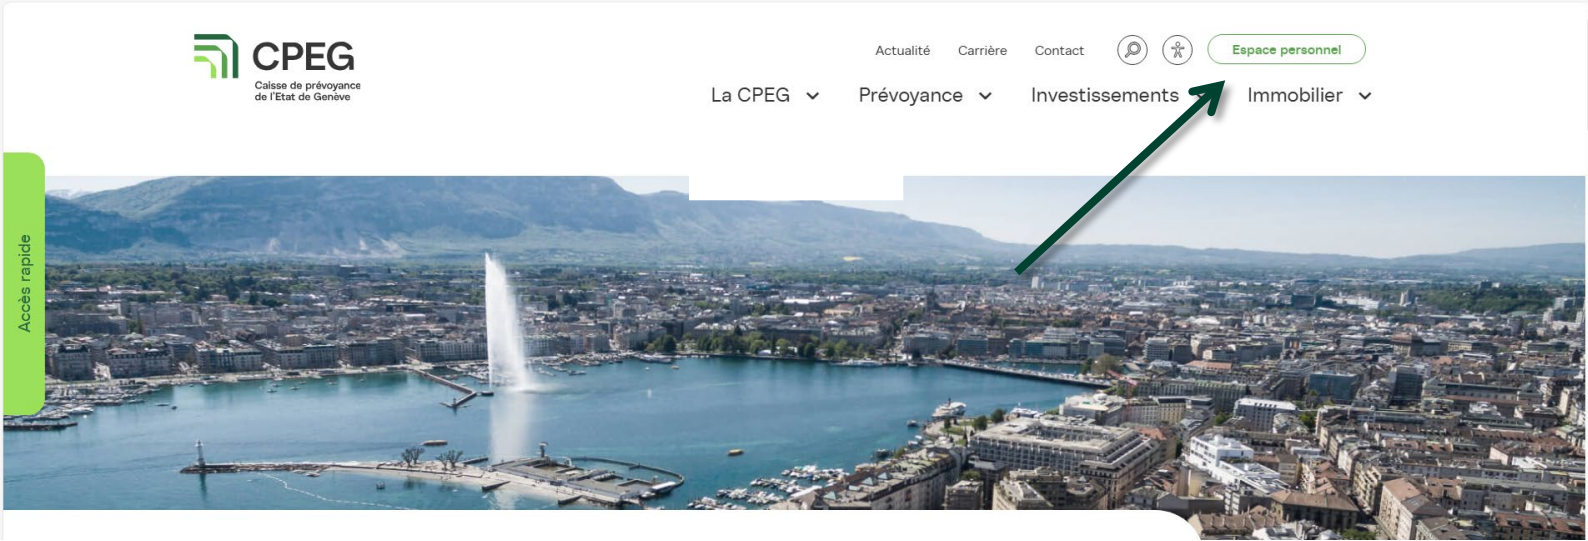 CPEG
Caisse de prévoyance
de l'Etat de Genève
Actualité Carrière Contact Espace personnel
La CPEG Prévoyance Investissements Immobilier
Accès rapide